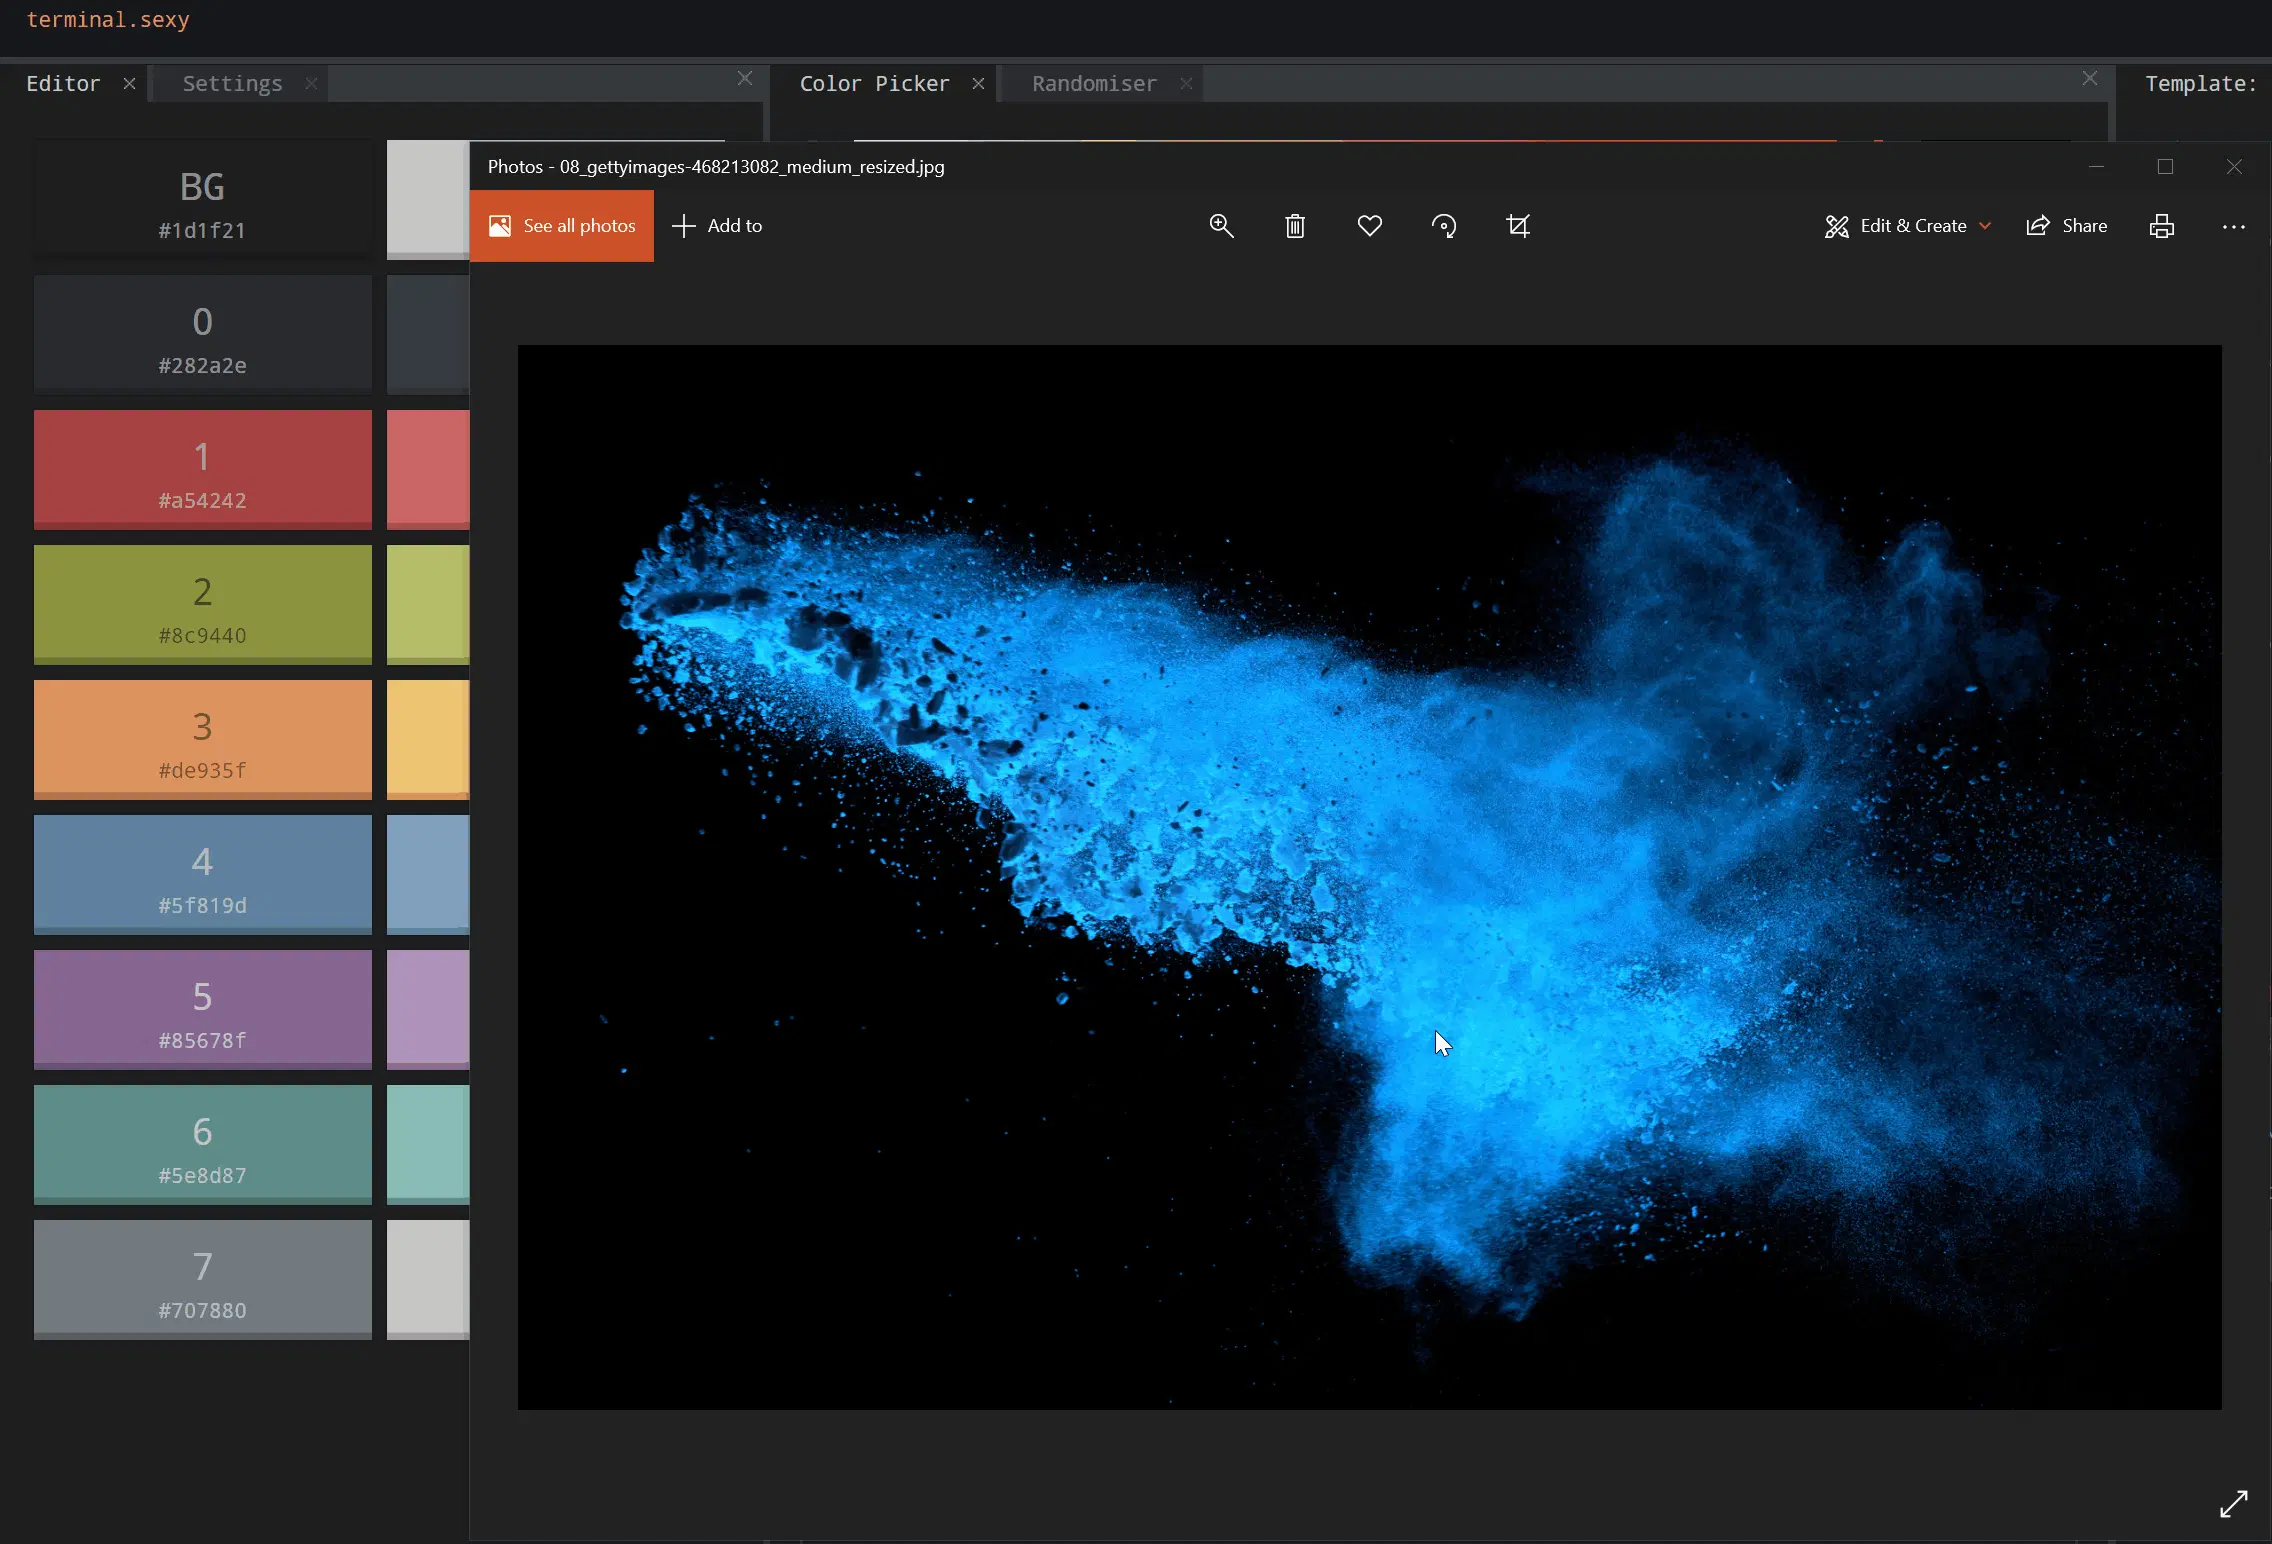 terminal.sexy
Editor × Settings ×
Color Picker × Randomiser ×
Template:
Photos - 08_gettyimages-468213082_medium_resized.jpg
See all photos
Add to
Edit & Create
Share
BG
#1d1f21
0
#282a2e
1
#a54242
2
#8c9440
3
#de935f
4
#5f819d
5
#85678f
6
#5e8d87
7
#707880